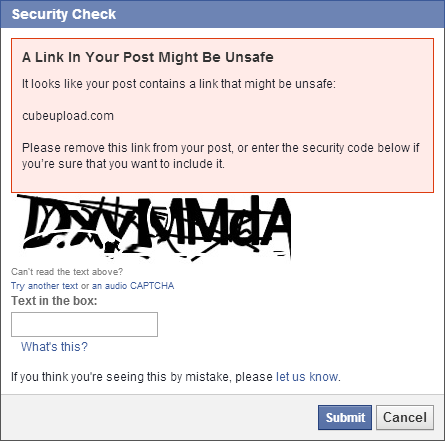 Security Check
A Link In Your Post Might Be Unsafe
It looks like your post contains a link that might be unsafe:
cubeupload.com
Please remove this link from your post, or enter the security code below if
you're sure that you want to include it.
Can't read the text above?
Try another text or an audio CAPTCHA
Text in the box:
What's this?
If you think you're seeing this by mistake, please let us know.
Submit Cancel